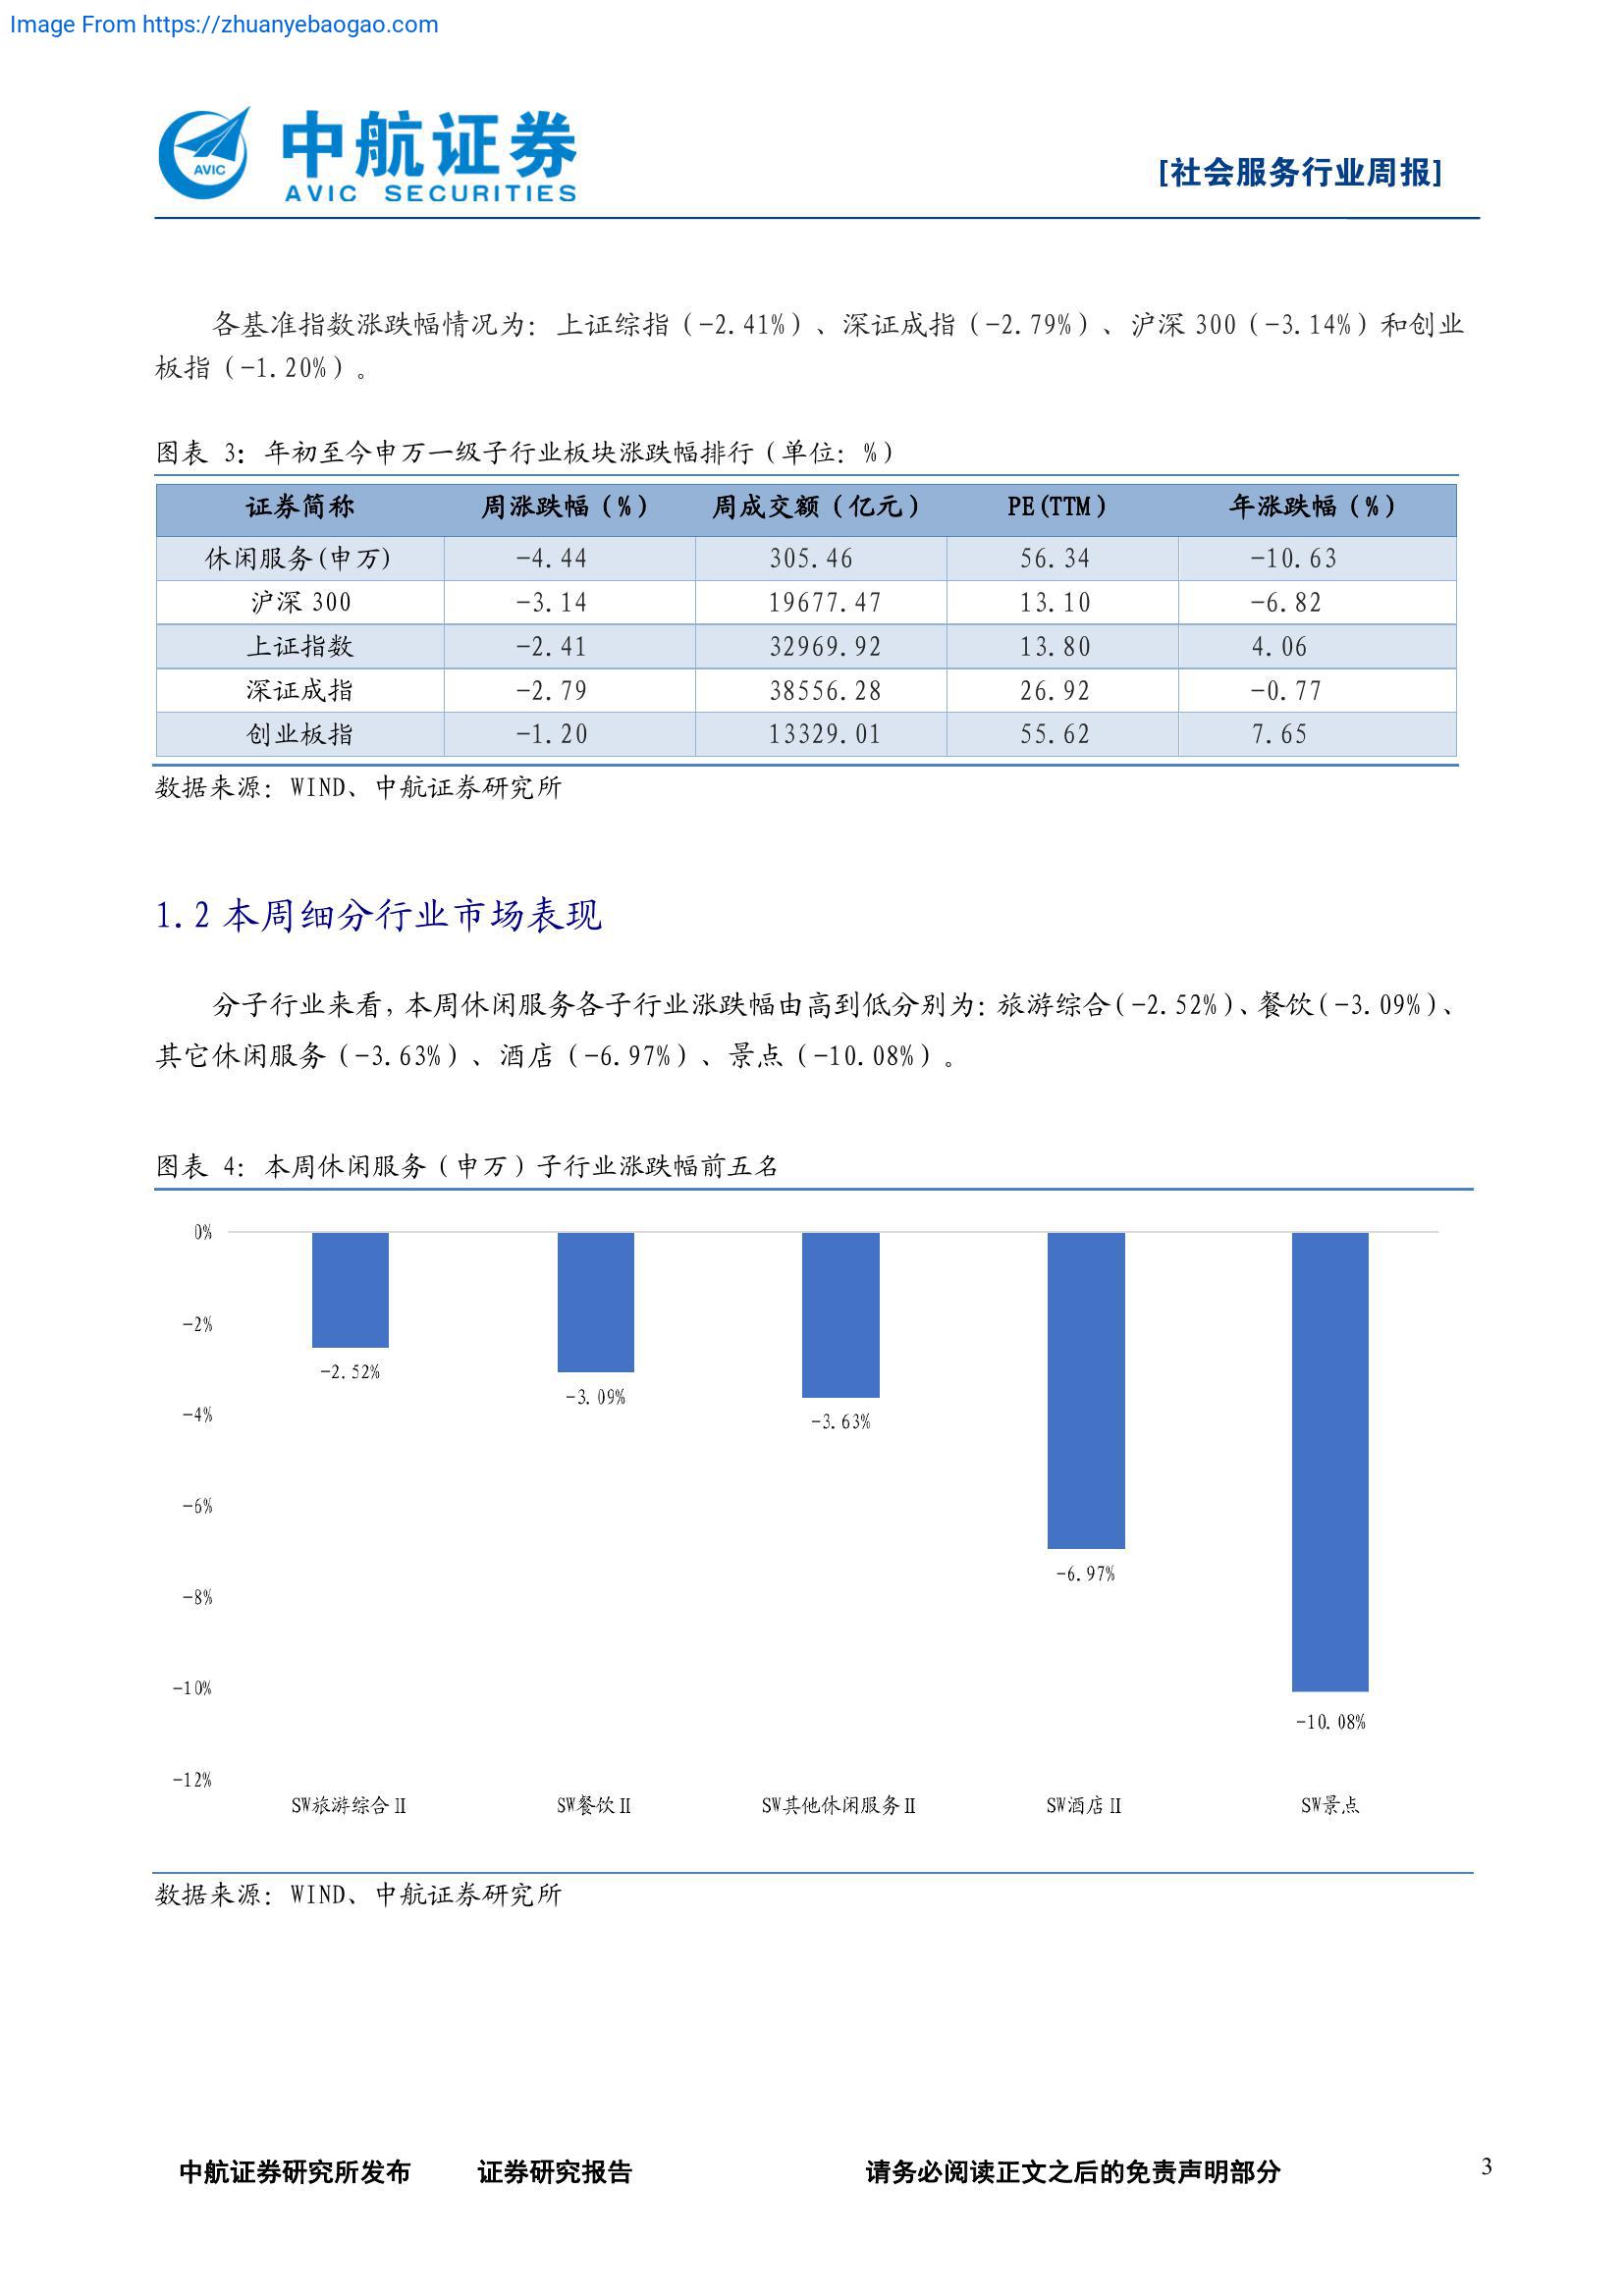 Image From https://zhuanyebaogao.com
AVIC
中航证券
AVIC SECURITIES
[社会服务行业周报]
各基准指数涨跌幅情况为：上证综指（-2.41%）、深证成指（-2.79%）、沪深 300（-3.14%）和创业
板指（-1.20%）。
图表 3：年初至今申万一级子行业板块涨跌幅排行（单位：%）
证券简称 周涨跌幅（%） 周成交额（亿元） PE(TTM) 年涨跌幅（%）
休闲服务(申万) -4.44 305.46 56.34 -10.63
沪深 300 -3.14 19677.47 13.10 -6.82
上证指数 -2.41 32969.92 13.80 4.06
深证成指 -2.79 38556.28 26.92 -0.77
创业板指 -1.20 13329.01 55.62 7.65
数据来源：WIND、中航证券研究所
1.2 本周细分行业市场表现
分子行业来看，本周休闲服务各子行业涨跌幅由高到低分别为：旅游综合(-2.52%)、餐饮(-3.09%)、
其它休闲服务（-3.63%）、酒店（-6.97%）、景点（-10.08%）。
图表 4：本周休闲服务（申万）子行业涨跌幅前五名
0%
-2%
-2.52%
-3.09%
-4%
-3.63%
-6%
-6.97%
-8%
-10%
-10.08%
-12%
SW旅游综合Ⅱ SW餐饮Ⅱ SW其他休闲服务Ⅱ SW酒店Ⅱ SW景点
数据来源：WIND、中航证券研究所
中航证券研究所发布 证券研究报告 请务必阅读正文之后的免责声明部分 3